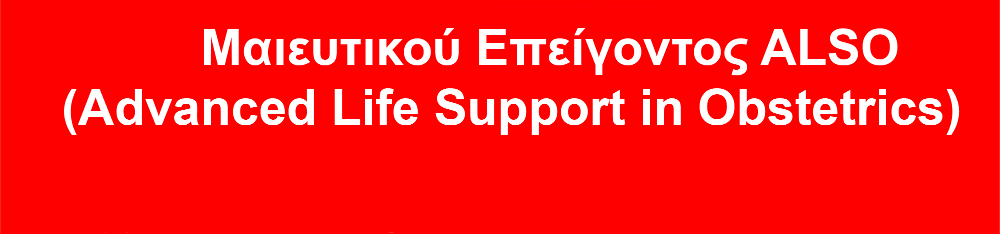 Μαιευτικού Επείγοντος ALSO
(Advanced Life Support in Obstetrics)